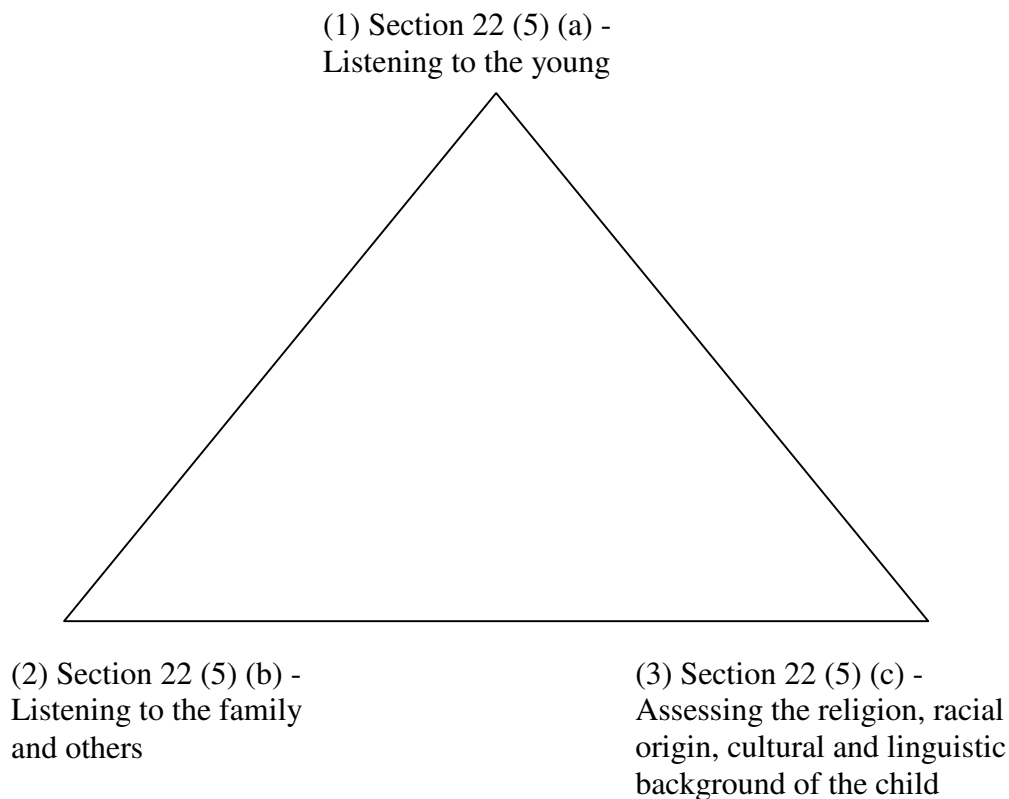 (1) Section 22 (5) (a) -
Listening to the young
(2) Section 22 (5) (b) -
Listening to the family
and others
(3) Section 22 (5) (c) -
Assessing the religion, racial
origin, cultural and linguistic
background of the child